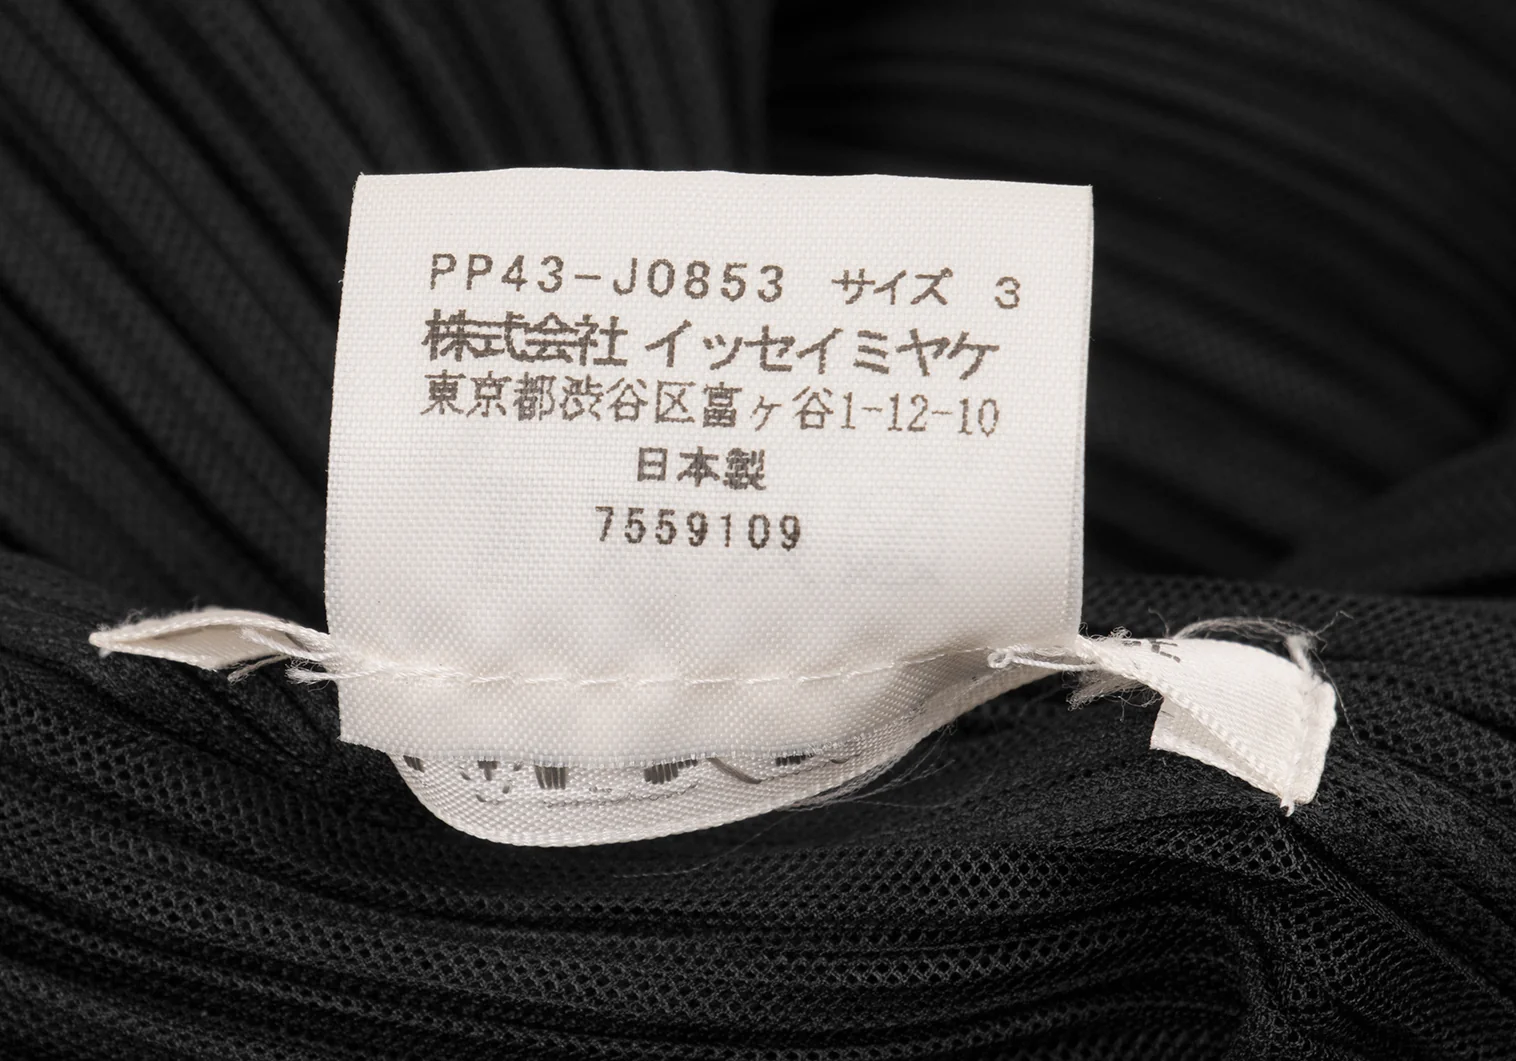 PP43-J0853 サイズ 3
株式会社 イッセイミヤケ
東京都渋谷区富ヶ谷1-12-10
日本製
7559109